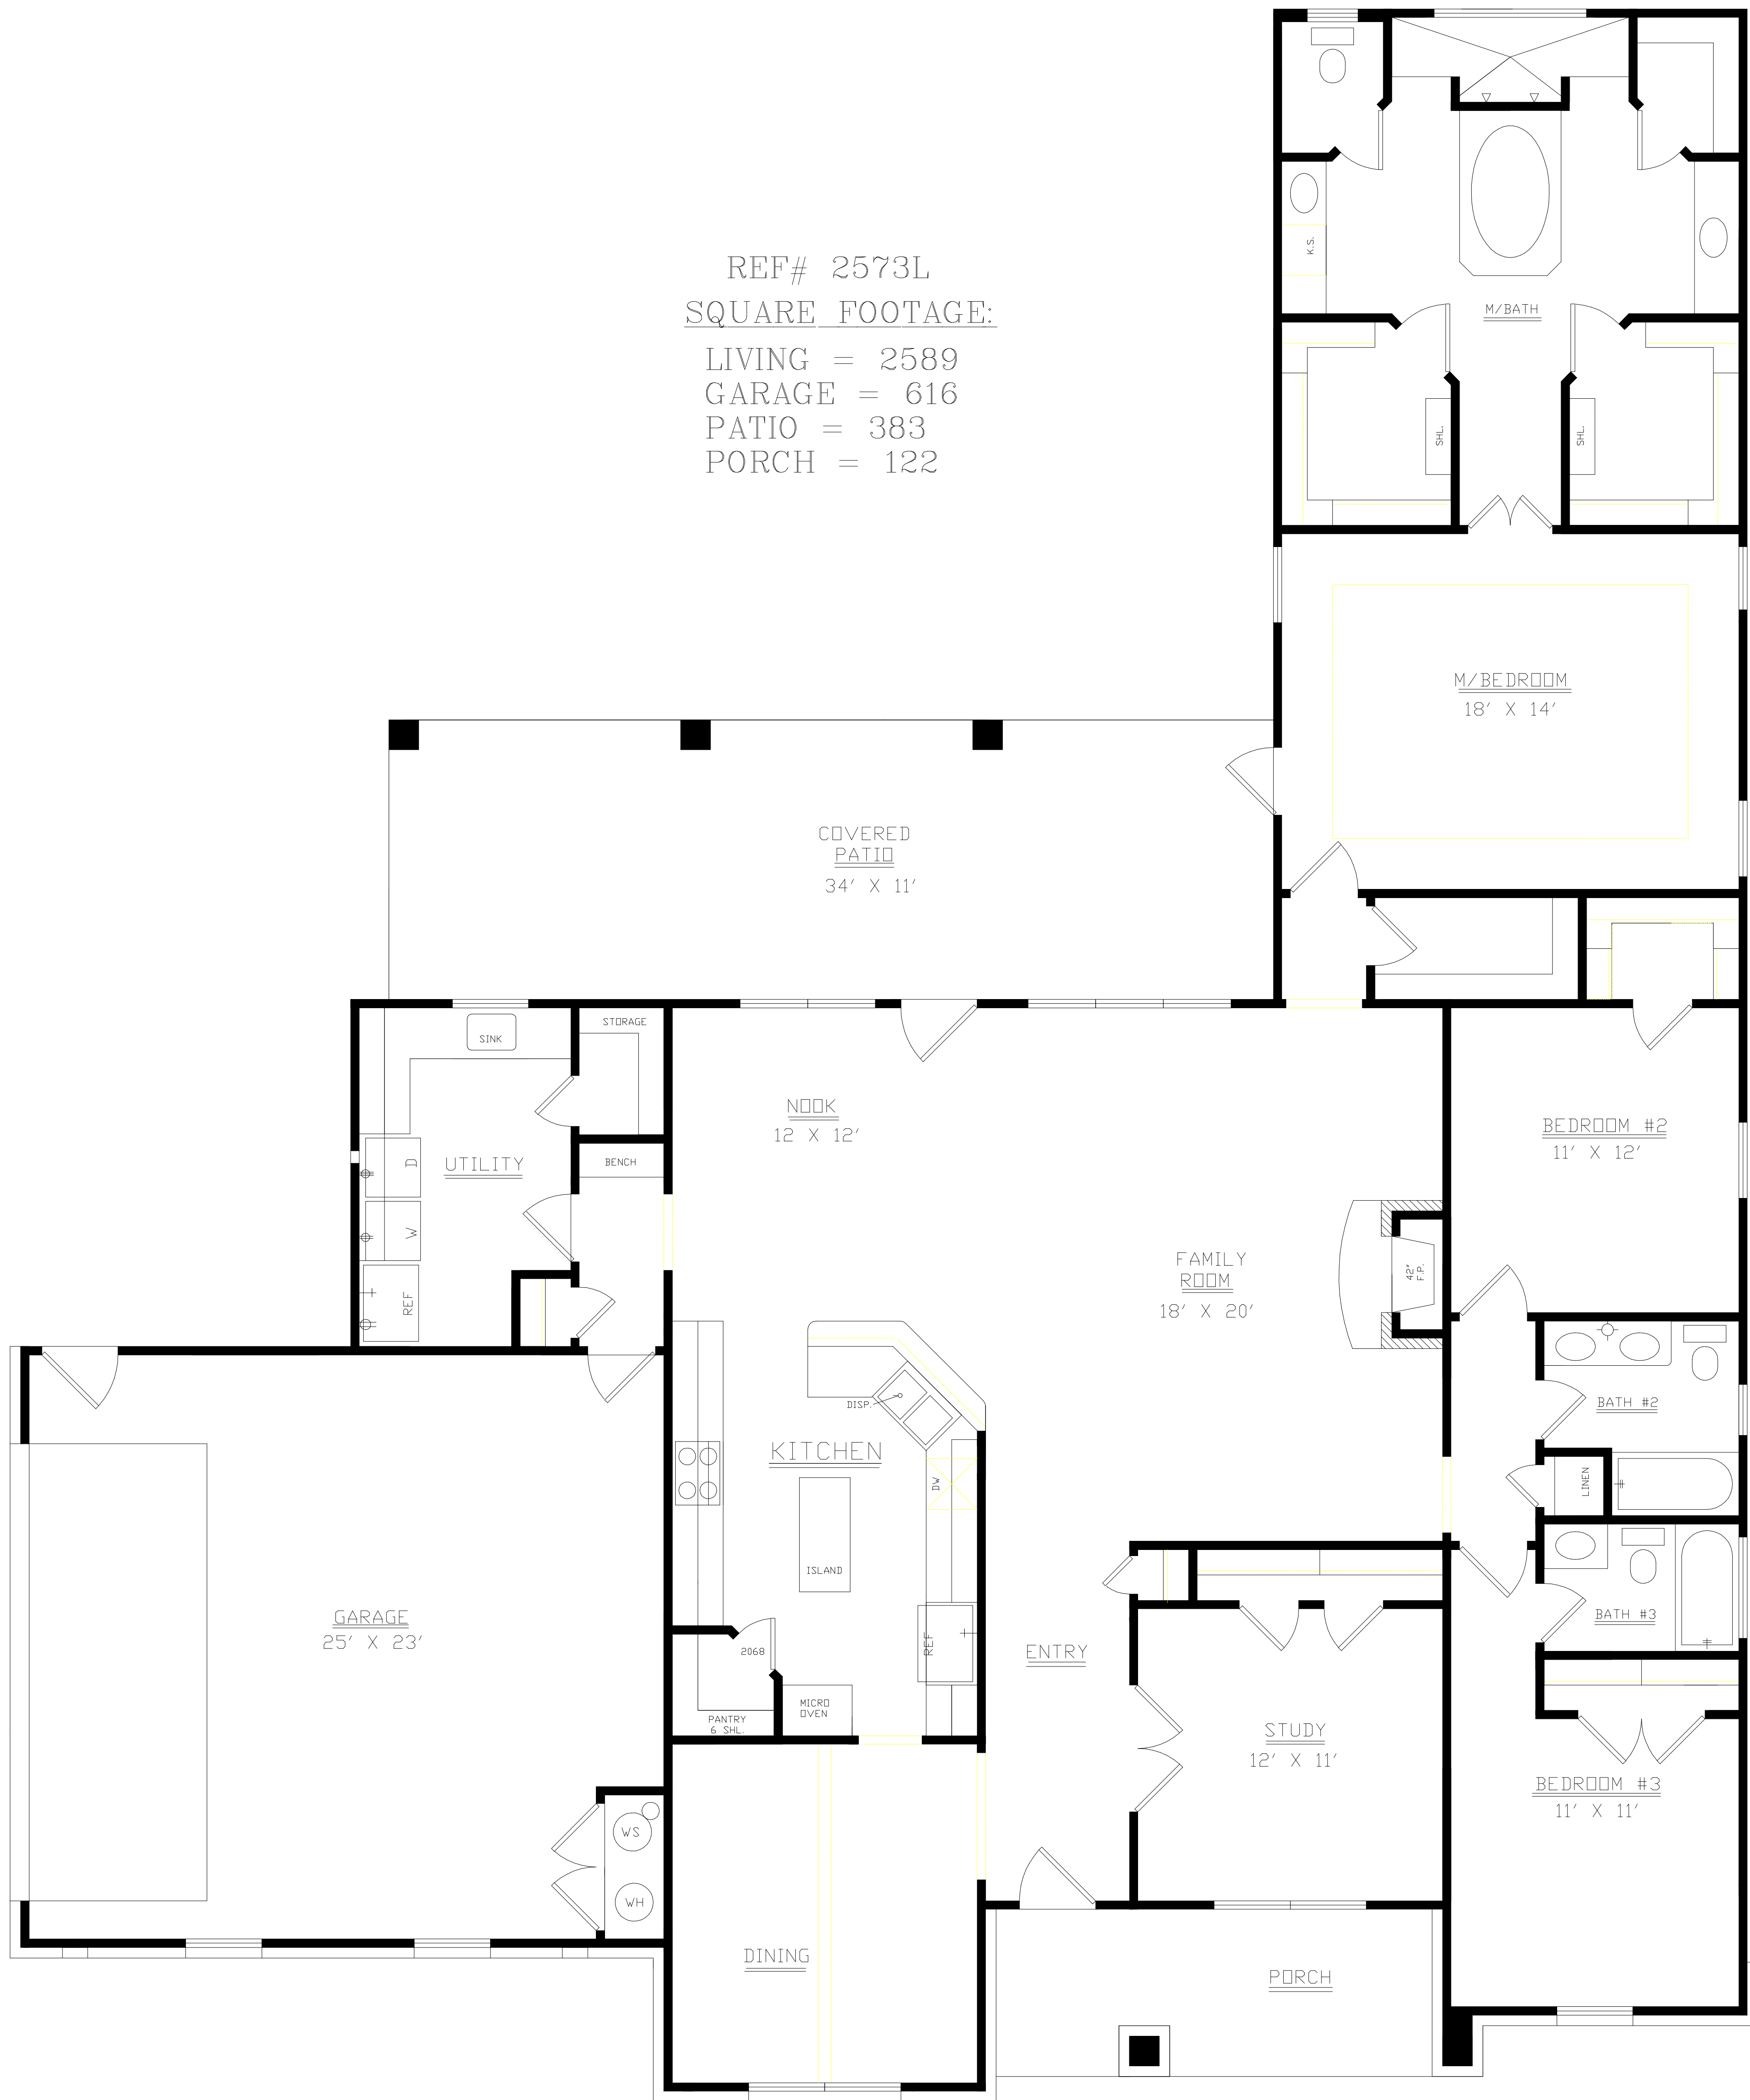 REF# 2573L
SQUARE FOOTAGE:
LIVING = 2589
GARAGE = 616
PATIO = 383
PORCH = 122
K.S.
M/BATH
SHL.
SHL.
M/BEDROOM
18' X 14'
COVERED
PATIO
34' X 11'
STORAGE
SINK
NOOK
12 X 12'
BEDROOM #2
11' X 12'
D
UTILITY
BENCH
W
REF
FAMILY
ROOM
18' X 20'
42"
F.P.
DISP.
BATH #2
KITCHEN
DW
LINEN
ISLAND
GARAGE
25' X 23'
BATH #3
2068
REF
ENTRY
MICRO
OVEN
PANTRY
6 SHL.
STUDY
12' X 11'
BEDROOM #3
11' X 11'
WS
WH
DINING
PORCH